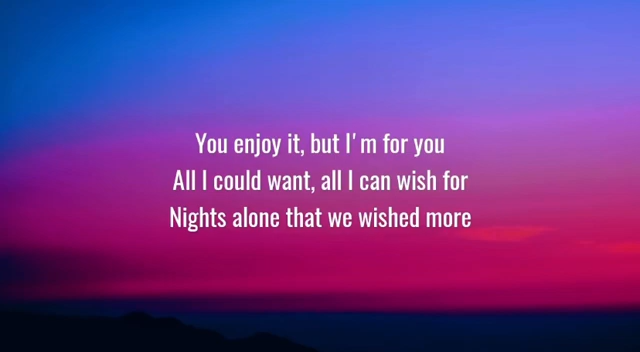 You enjoy it, but I'm for you
All I could want, all I can wish for
Nights alone that we wished more